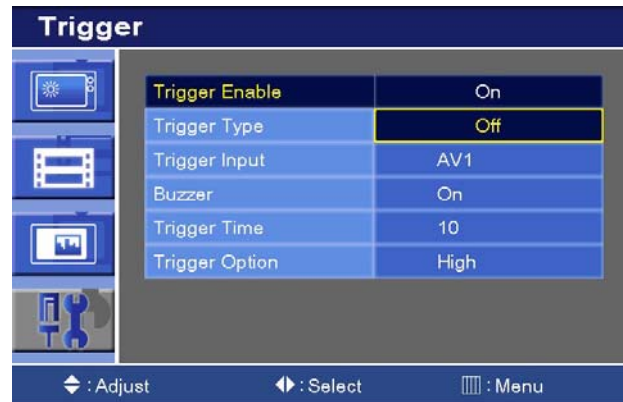 Trigger
Trigger Enable On
Trigger Type Off
Trigger Input AV1
Buzzer On
Trigger Time 10
Trigger Option High
: Adjust : Select : Menu